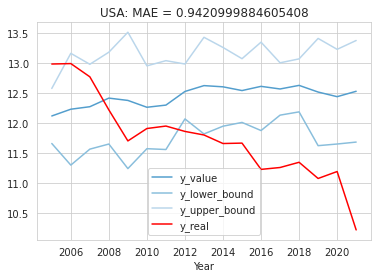 USA: MAE = 0.9420999884605408
13.5
13.0
12.5
12.0
11.5
11.0
10.5
y_value
y_lower_bound
y_upper_bound
y_real
2006 2008 2010 2012 2014 2016 2018 2020
Year